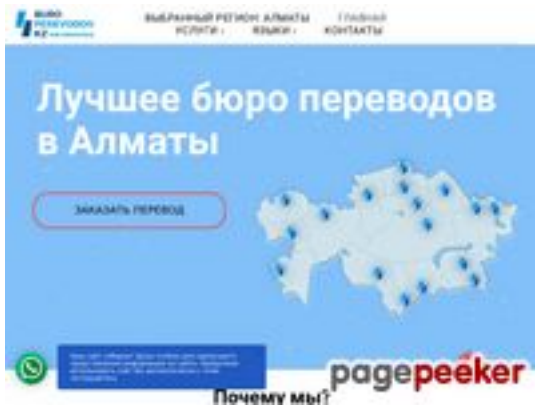 BURO
PEREVODOV
KZ
ВЫБРАННЫЙ РЕГИОН: АЛМАТЫ
ГЛАВНАЯ
УСЛУГИ
ЯЗЫКИ
КОНТАКТЫ
Лучшее бюро переводов
в Алматы
ЗАКАЗАТЬ ПЕРЕВОД
pagepeeker
Почему мы?